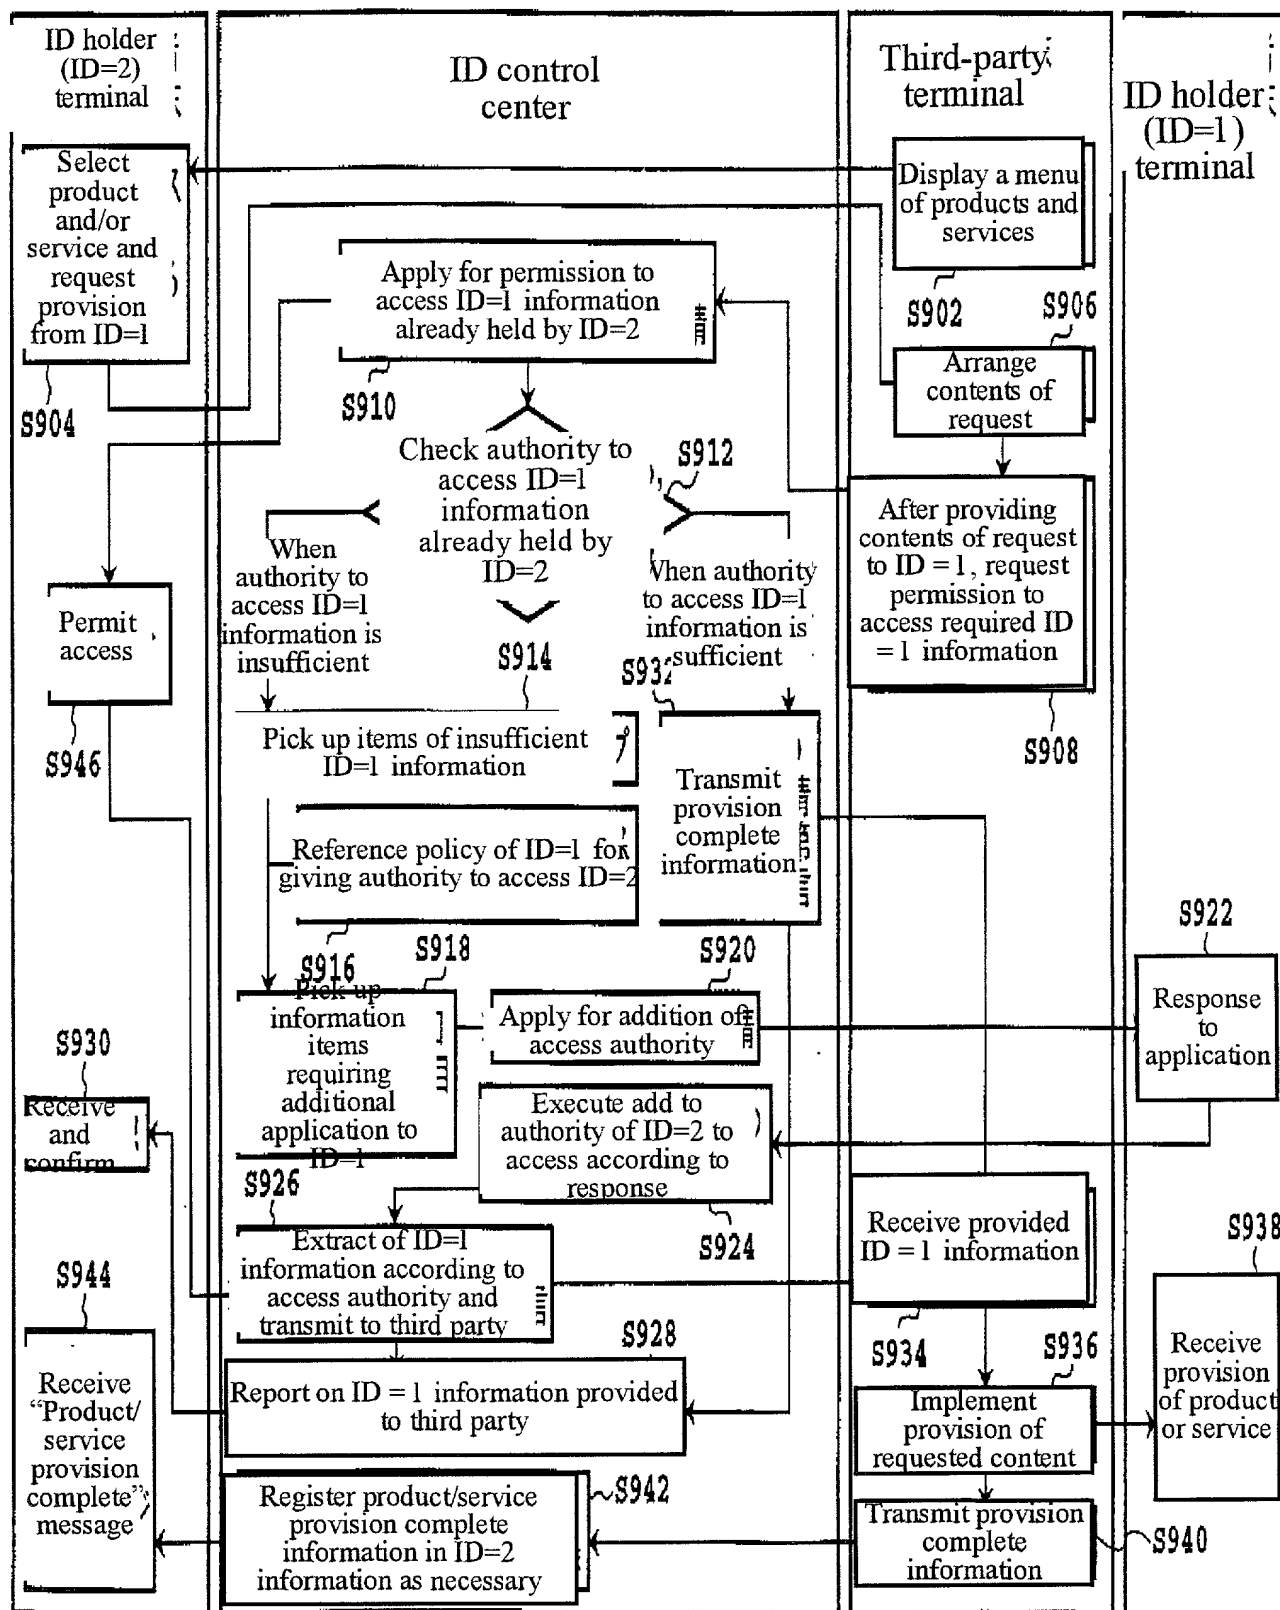 ID holder
(ID=2)
terminal
ID control
center
Third-party
terminal
ID holder
(ID=1)
terminal
Select
product
and/or
service and
request
provision
from ID=1
S904
Display a menu
of products and
services
S902
S906
Arrange
contents of
request
Apply for permission to
access ID=1 information
already held by ID=2
S910
Check authority to
access ID=1
information
already held by
ID=2
S912
After providing
contents of request
to ID = 1, request
permission to
access required ID
= 1 information
S908
When
authority to
access ID=1
information is
insufficient
When authority
to access ID=1
information is
sufficient
Permit
access
S946
S914
S932
Pick up items of insufficient
ID=1 information
Transmit
provision
complete
information
Reference policy of ID=1 for
giving authority to access ID=2
S916
S918
S920
S922
Pick up
information
items
requiring
additional
application to
ID=1
Apply for addition of
access authority
Response
to
application
S930
Receive
and
confirm
Execute add to
authority of ID=2 to
access according to
response
S924
S926
Extract of ID=1
information according to
access authority and
transmit to third party
Receive provided
ID = 1 information
S934
S938
S944
Receive
"Product/
service
provision
complete"
message
S928
Report on ID = 1 information provided
to third party
S936
Implement
provision of
requested content
Receive
provision
of product
or service
Register product/service
provision complete
information in ID=2
information as necessary
S942
Transmit provision
complete
information
S940